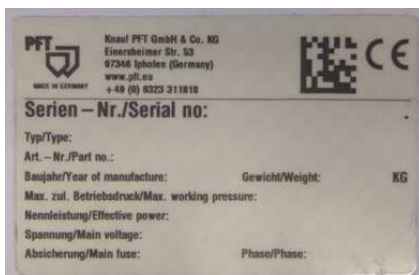 PFT
MADE IN GERMANY
Knauf PFT GmbH & Co. KG
Einersheimer Str. 53
97346 Iphofen (Germany)
www.pft.eu
+49 (0) 9323 311818
CE
Serien – Nr./Serial no:
Typ/Type:
Art. – Nr./Part no.:
Baujahr/Year of manufacture: Gewicht/Weight: KG
Max. zul. Betriebsdruck/Max. working pressure:
Nennleistung/Effective power:
Spannung/Main voltage:
Absicherung/Main fuse: Phase/Phase: